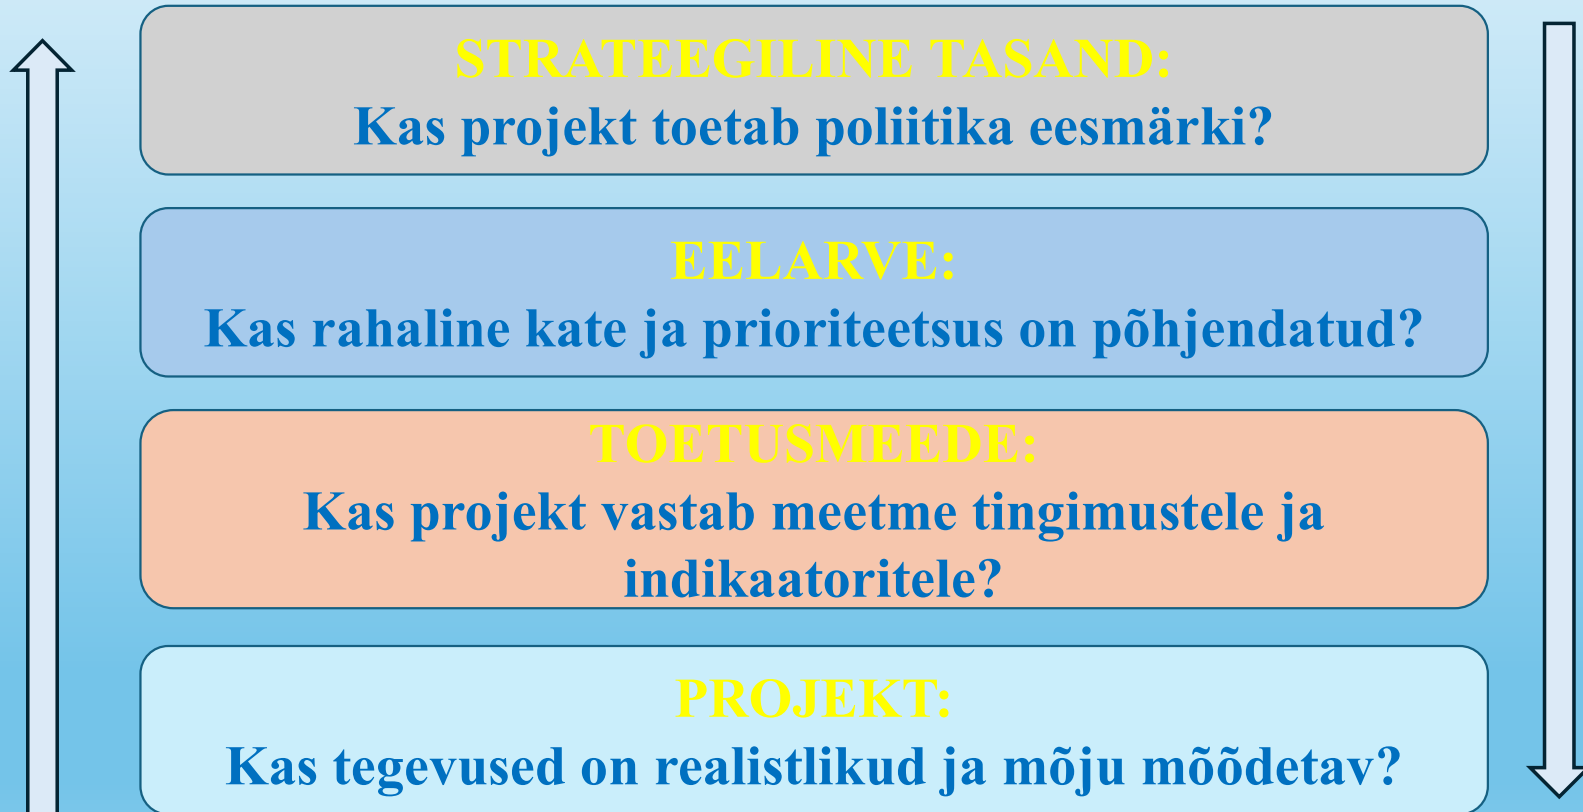 STRATEEGILINE TASAND:
Kas projekt toetab poliitika eesmärki?
EELARVE:
Kas rahaline kate ja prioriteetsus on põhjendatud?
TOETUSMEEDE:
Kas projekt vastab meetme tingimustele ja
indikaatoritele?
PROJEKT:
Kas tegevused on realistlikud ja mõju mõõdetav?